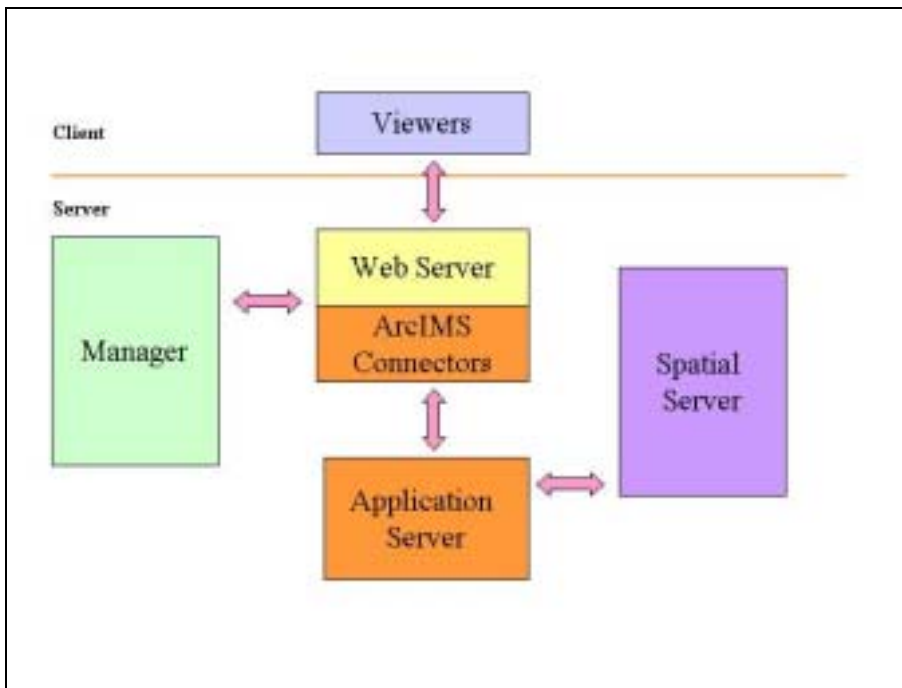 Viewers
Client
Server
Web Server
ArcIMS
Connectors
Manager
Spatial
Server
Application
Server